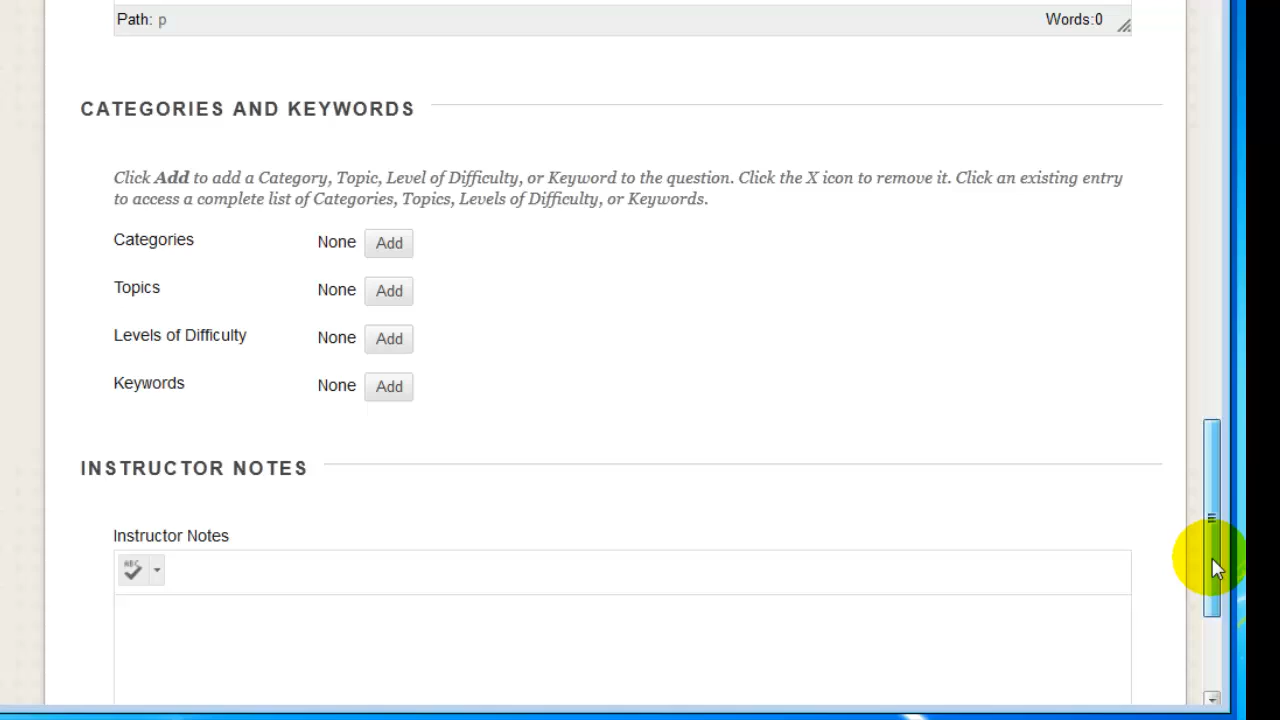 Path: p Words:0
CATEGORIES AND KEYWORDS
Click Add to add a Category, Topic, Level of Difficulty, or Keyword to the question. Click the X icon to remove it. Click an existing entry
to access a complete list of Categories, Topics, Levels of Difficulty, or Keywords.
Categories None Add
Topics None Add
Levels of Difficulty None Add
Keywords None Add
INSTRUCTOR NOTES
Instructor Notes
ABC